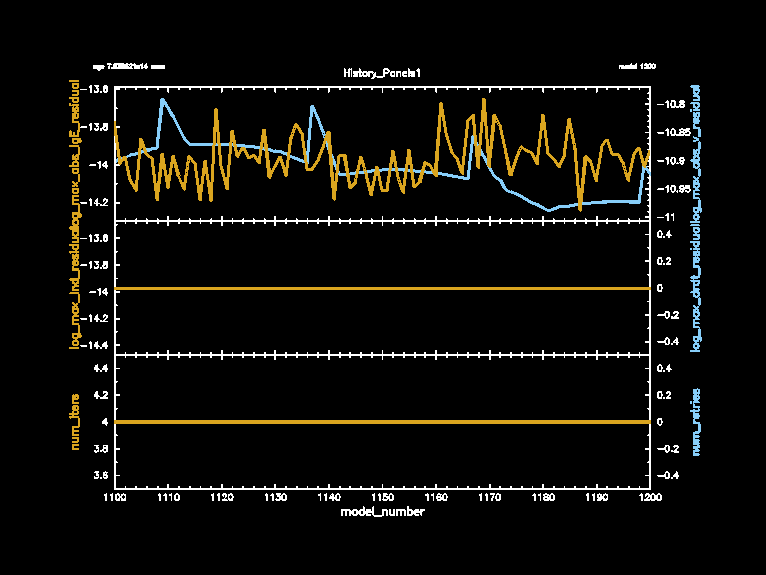 History_Panels1
model 1200
log_max_abs_lgE_residual
-13.6
-13.8
-14
-14.2
-10.8
-10.85
-10.9
-10.95
-11
log_max_abs_v_residual
log_max_lnd_residual
-13.6
-13.8
-14
-14.2
-14.4
0.4
0.2
0
-0.2
-0.4
log_max_drdt_residual
num_iters
4.4
4.2
4
3.8
3.6
0.4
0.2
0
-0.2
-0.4
num_retries
1100 1110 1120 1130 1140 1150 1160 1170 1180 1190 1200
model_number